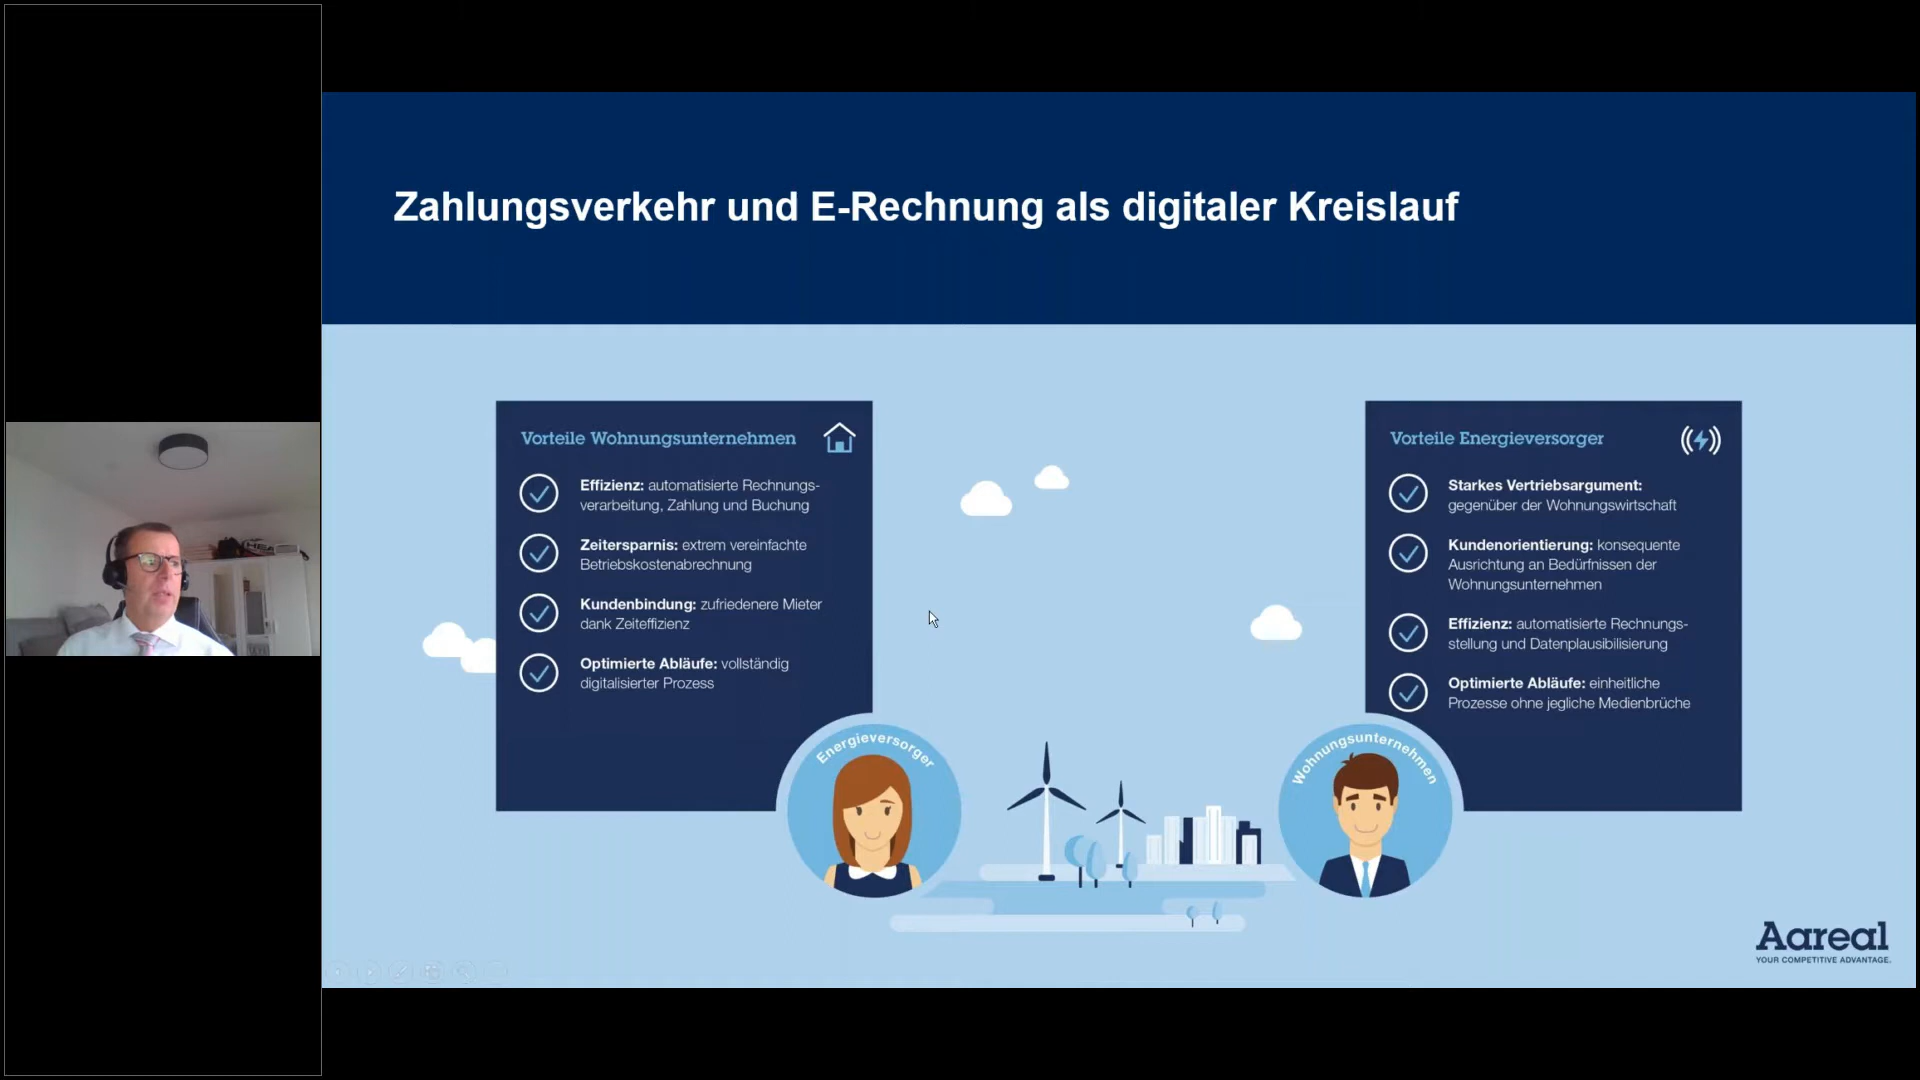 Zahlungsverkehr und E-Rechnung als digitaler Kreislauf
Vorteile Wohnungsunternehmen
Effizienz: automatisierte Rechnungs-
verarbeitung, Zahlung und Buchung
Zeitersparnis: extrem vereinfachte
Betriebskostenabrechnung
Kundenbindung: zufriedenere Mieter
dank Zeiteffizienz
Optimierte Abläufe: vollständig
digitalisierter Prozess
Energieversorger
Vorteile Energieversorger
Starkes Vertriebsargument:
gegenüber der Wohnungswirtschaft
Kundenorientierung: konsequente
Ausrichtung an Bedürfnissen der
Wohnungsunternehmen
Effizienz: automatisierte Rechnungs-
stellung und Datenplausibilisierung
Optimierte Abläufe: einheitliche
Prozesse ohne jegliche Medienbrüche
Wohnungsunternehmen
Aareal
YOUR COMPETITIVE ADVANTAGE.